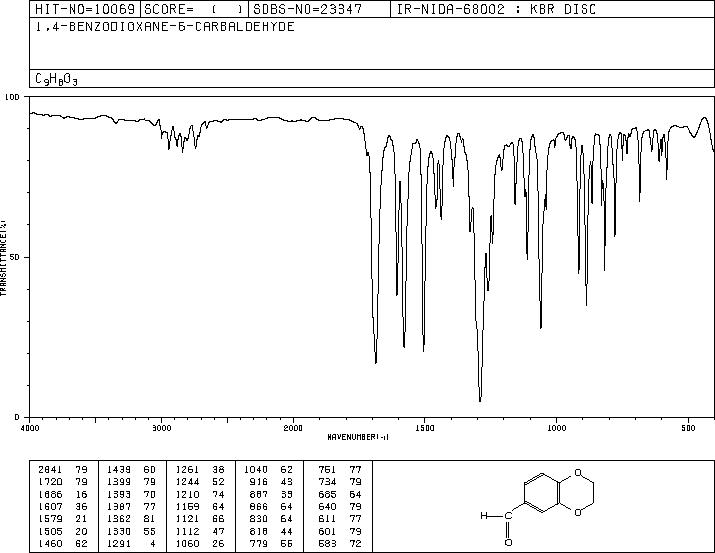 HIT-NO=10069 SCORE= ( ) SDBS-NO=23347 IR-NIDA-68002 : KBR DISC
1,4-BENZODIOXANE-6-CARBALDEHYDE
C9H8O3
100
50
0
TRANSMITTANCE(%)
4000 3000 2000 1500 1000 500
WAVENUMBER(-1)
2841 79 1439 60 1261 38 1040 62 751 77
1720 79 1399 79 1244 52 916 43 734 79
1686 16 1393 70 1210 74 887 39 685 64
1607 36 1387 77 1159 64 866 64 640 79
1579 21 1362 81 1121 66 830 64 611 77
1505 20 1330 55 1112 47 818 44 601 79
1460 62 1291 4 1060 26 779 55 583 72
O
H C O
O